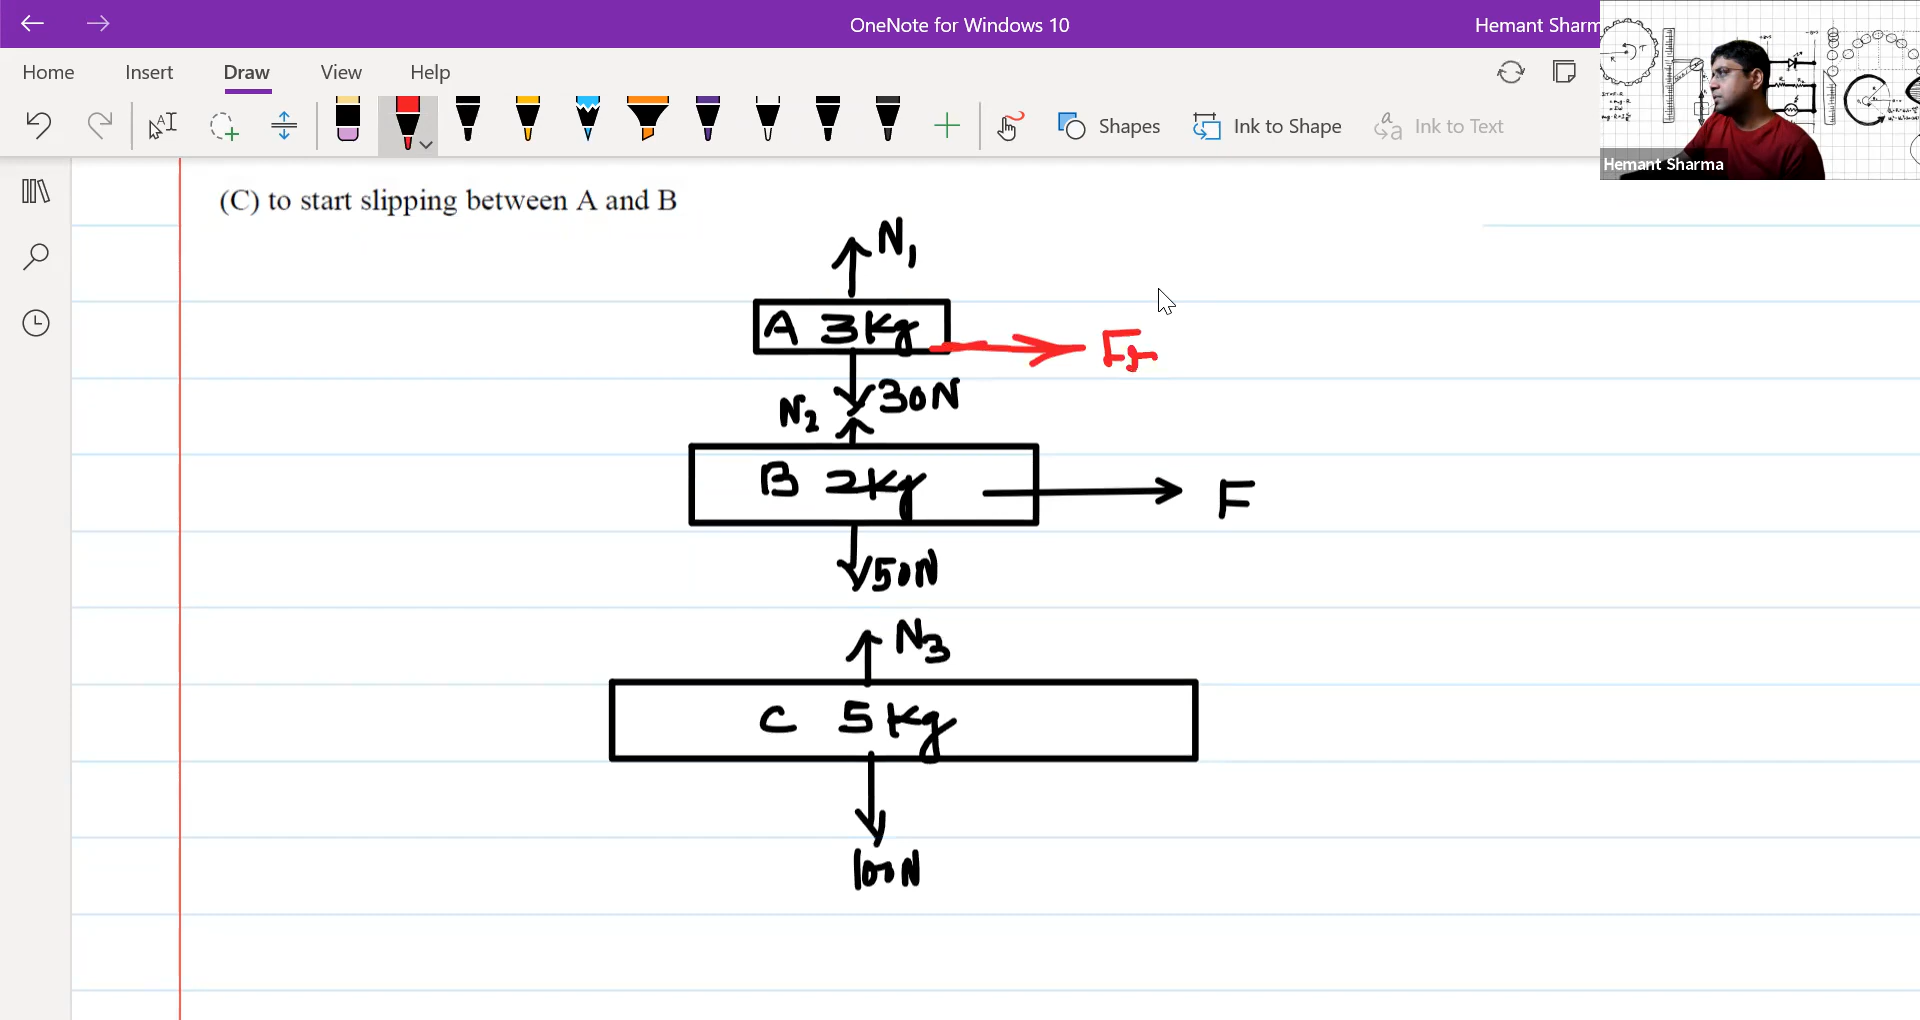 OneNote for Windows 10
Hemant Sharm
Home Insert Draw View Help
Shapes Ink to Shape Ink to Text
Hemant Sharma
(C) to start slipping between A and B
N1
A 3kg
Fr
30N
N2
B 2kg
F
50N
N3
C 5kg
100N